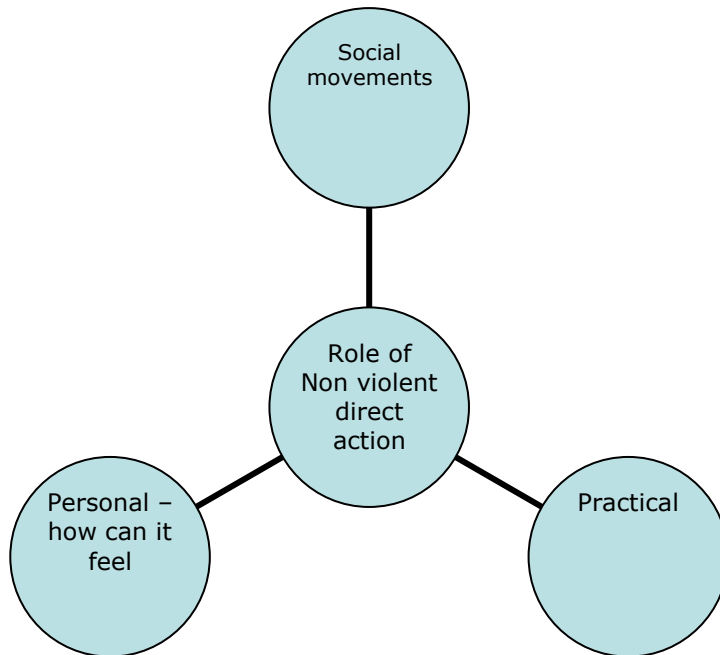 Social
movements
Role of
Non violent
direct
action
Personal –
how can it
feel
Practical